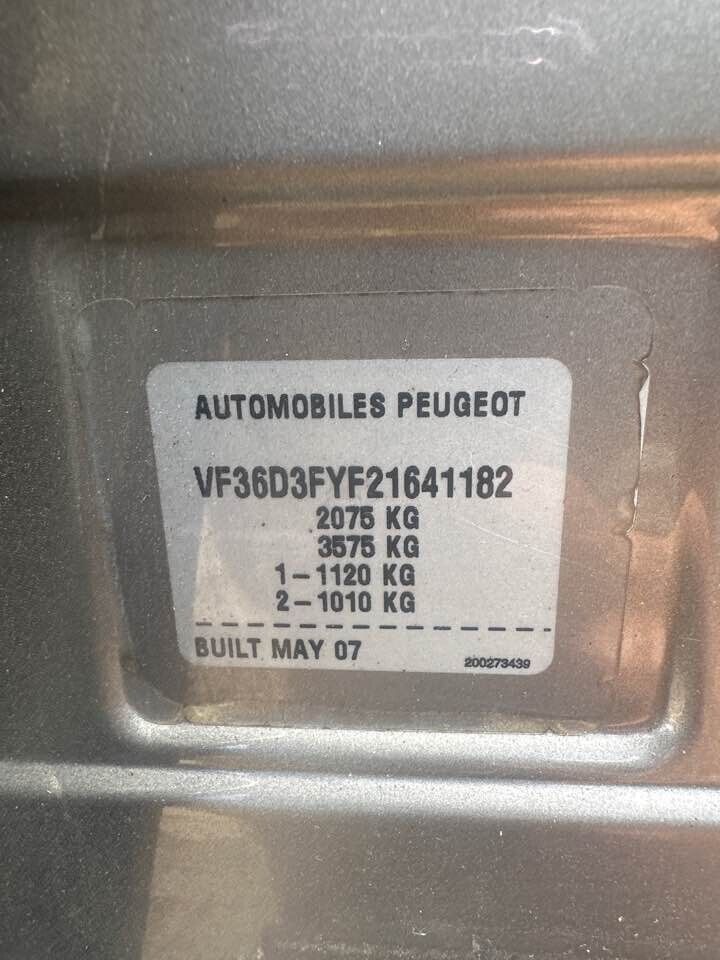 AUTOMOBILES PEUGEOT
VF36D3FYF21641182
2075 KG
3575 KG
1-1120 KG
2-1010 KG
BUILT MAY 07
200273439